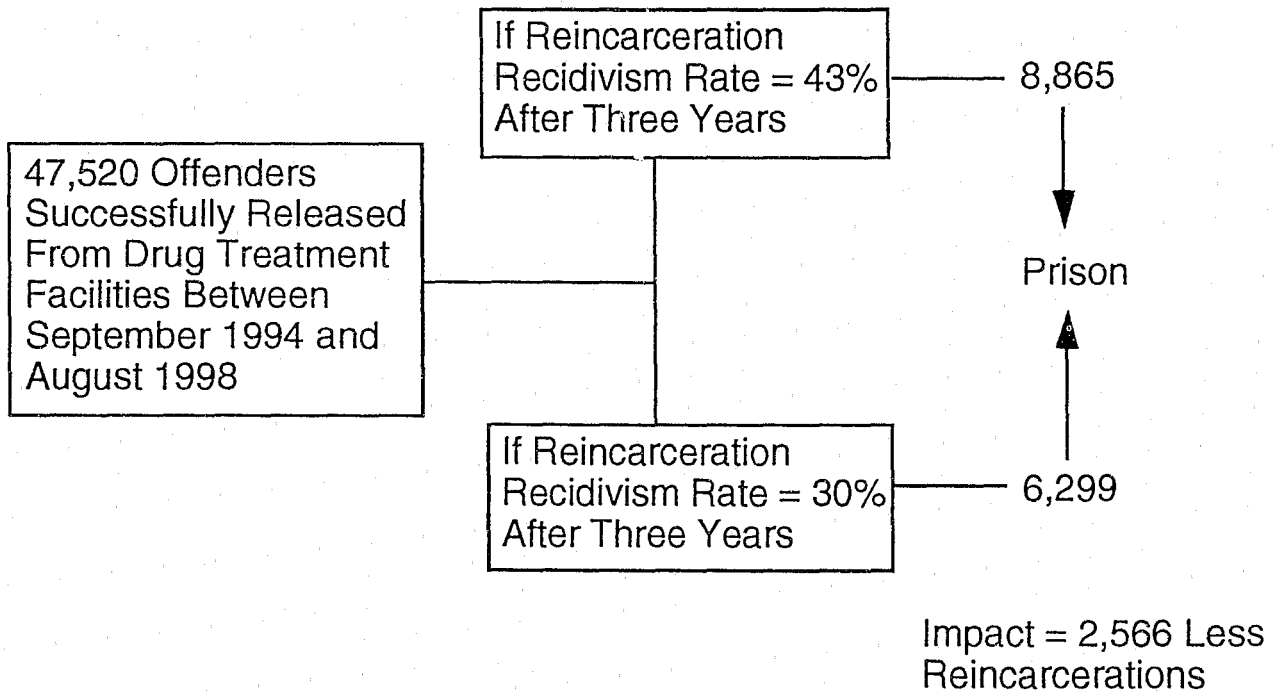 47,520 Offenders
Successfully Released
From Drug Treatment
Facilities Between
September 1994 and
August 1998
If Reincarceration
Recidivism Rate = 43%
After Three Years
8,865
Prison
If Reincarceration
Recidivism Rate = 30%
After Three Years
6,299
Impact = 2,566 Less
Reincarcerations